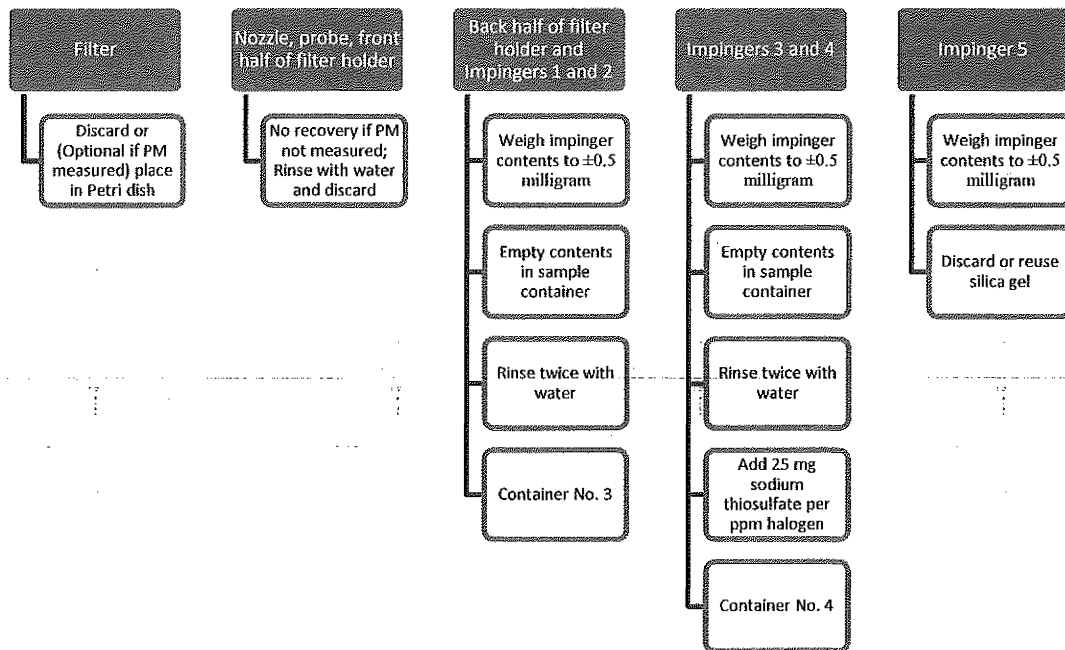 Filter
Discard or
(Optional if PM
measured) place
in Petri dish
Nozzle, probe, front
half of filter holder
No recovery if PM
not measured;
Rinse with water
and discard
Back half of filter
holder and
Impingers 1 and 2
Weigh impinger
contents to ±0.5
milligram
Empty contents
in sample
container
Rinse twice with
water
Container No. 3
Impingers 3 and 4
Weigh impinger
contents to ±0.5
milligram
Empty contents
in sample
container
Rinse twice with
water
Add 25 mg
sodium
thiosulfate per
ppm halogen
Container No. 4
Impinger 5
Weigh impinger
contents to ±0.5
milligram
Discard or reuse
silica gel